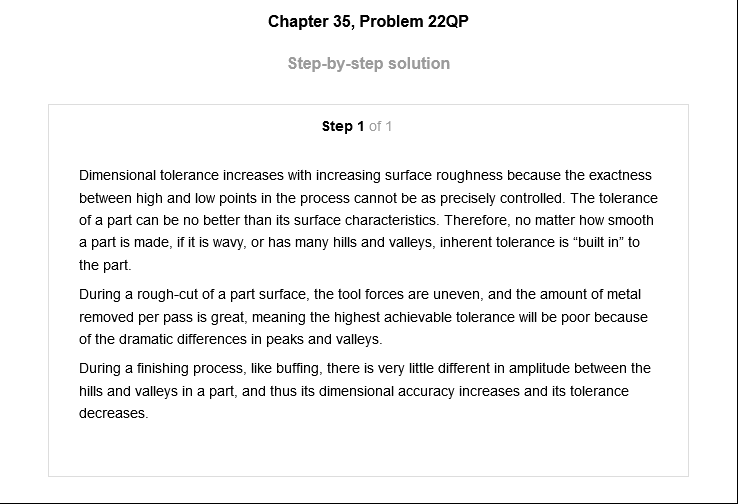 Chapter 35, Problem 22QP
Step-by-step solution
Step 1 of 1
Dimensional tolerance increases with increasing surface roughness because the exactness
between high and low points in the process cannot be as precisely controlled. The tolerance
of a part can be no better than its surface characteristics. Therefore, no matter how smooth
a part is made, if it is wavy, or has many hills and valleys, inherent tolerance is “built in” to
the part.
During a rough-cut of a part surface, the tool forces are uneven, and the amount of metal
removed per pass is great, meaning the highest achievable tolerance will be poor because
of the dramatic differences in peaks and valleys.
During a finishing process, like buffing, there is very little different in amplitude between the
hills and valleys in a part, and thus its dimensional accuracy increases and its tolerance
decreases.